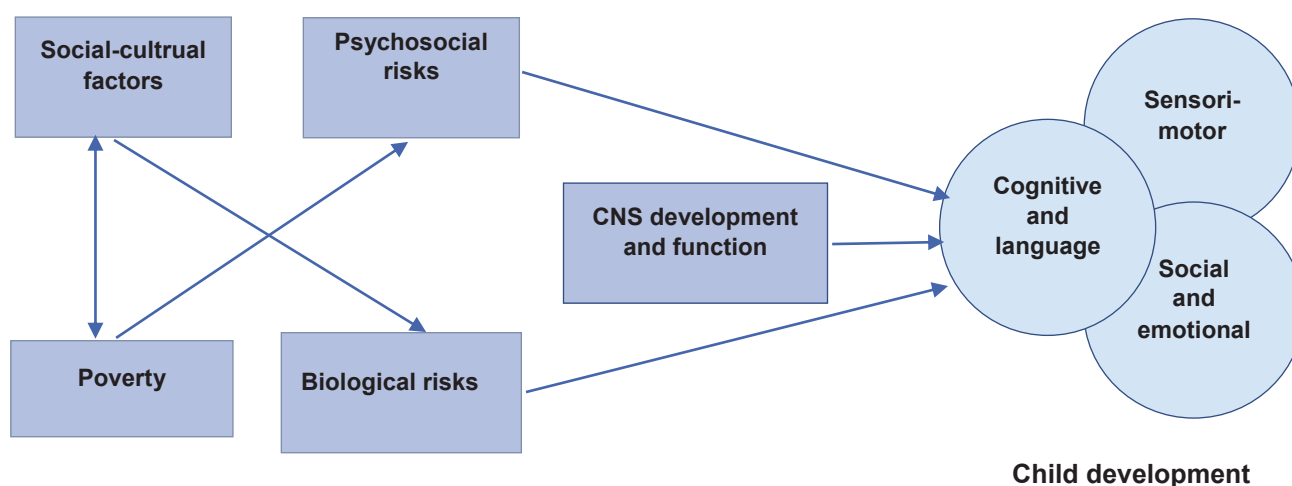 Social-cultrual
factors
Psychosocial
risks
Sensori-
motor
Cognitive
and
language
CNS development
and function
Social
and
emotional
Poverty
Biological risks
Child development